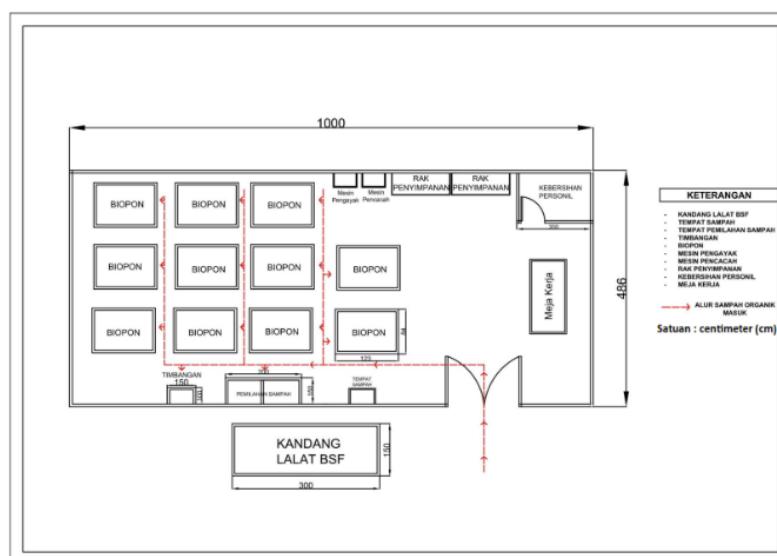 1000
BIOPON
BIOPON
BIOPON
Mesin
Pengayak
Mesin
Pencacah
RAK
PENYIMPANAN
RAK
PENYIMPANAN
KEBERSIHAN
PERSONIL
BIOPON
BIOPON
BIOPON
BIOPON
Meja Kerja
486
BIOPON
BIOPON
BIOPON
BIOPON
125
TIMBANGAN
150
PEMILAHAN SAMPAH
TEMPAT
SAMPAH
KANDANG
LALAT BSF
150
300
KETERANGAN
- KANDANG LALAT BSF
- TEMPAT SAMPAH
- TEMPAT PEMILAHAN SAMPAH
- TIMBANGAN
- BIOPON
- MESIN PENGAYAK
- MESIN PENCACAH
- RAK PENYIMPANAN
- KEBERSIHAN PERSONIL
- MEJA KERJA
ALUR SAMPAH ORGANIK
MASUK
Satuan : centimeter (cm)